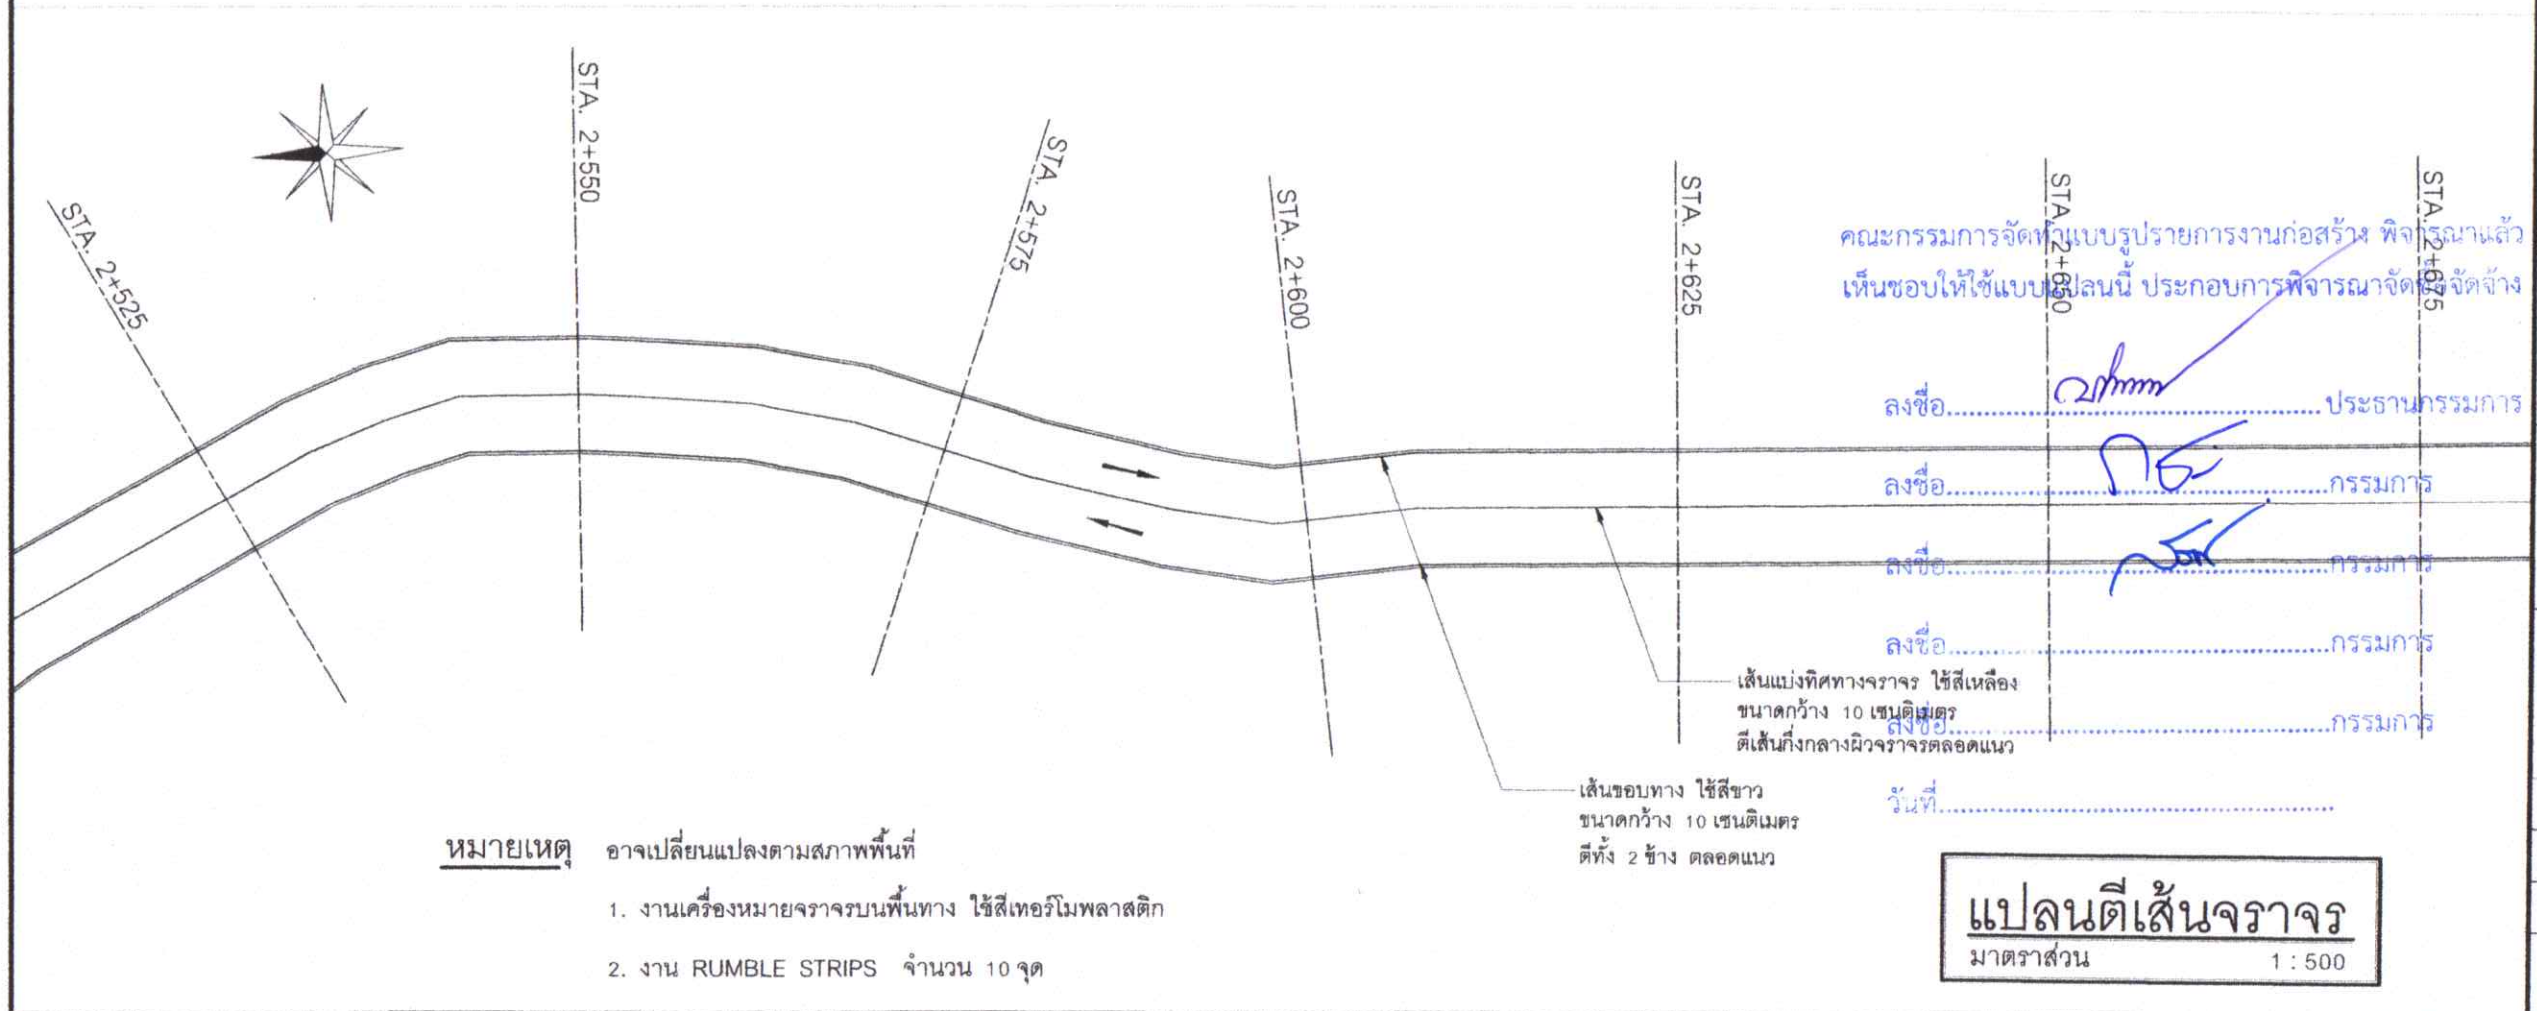 STA. 2+525
STA. 2+550
STA. 2+575
STA. 2+600
STA. 2+625
STA. 2+650
STA. 2+675
คณะกรรมการจัดทำแบบรูปรายการงานก่อสร้าง พิจารณาแล้ว
เห็นชอบให้ใช้แบบแปลนนี้ ประกอบการพิจารณาจัดซื้อจัดจ้าง
ลงชื่อ........................................ประธานกรรมการ
ลงชื่อ........................................กรรมการ
ลงชื่อ........................................กรรมการ
ลงชื่อ........................................กรรมการ
ลงชื่อ........................................กรรมการ
วันที่........................................
เส้นแบ่งทิศทางจราจร ใช้สีเหลือง
ขนาดกว้าง 10 เซนติเมตร
ตีเส้นกึ่งกลางผิวจราจรตลอดแนว
เส้นขอบทาง ใช้สีขาว
ขนาดกว้าง 10 เซนติเมตร
ตีทั้ง 2 ข้าง ตลอดแนว
หมายเหตุ อาจเปลี่ยนแปลงตามสภาพพื้นที่
1. งานเครื่องหมายจราจรบนพื้นทาง ใช้สีเทอร์โมพลาสติก
2. งาน RUMBLE STRIPS จำนวน 10 จุด
แปลนตีเส้นจราจร
มาตราส่วน 1 : 500